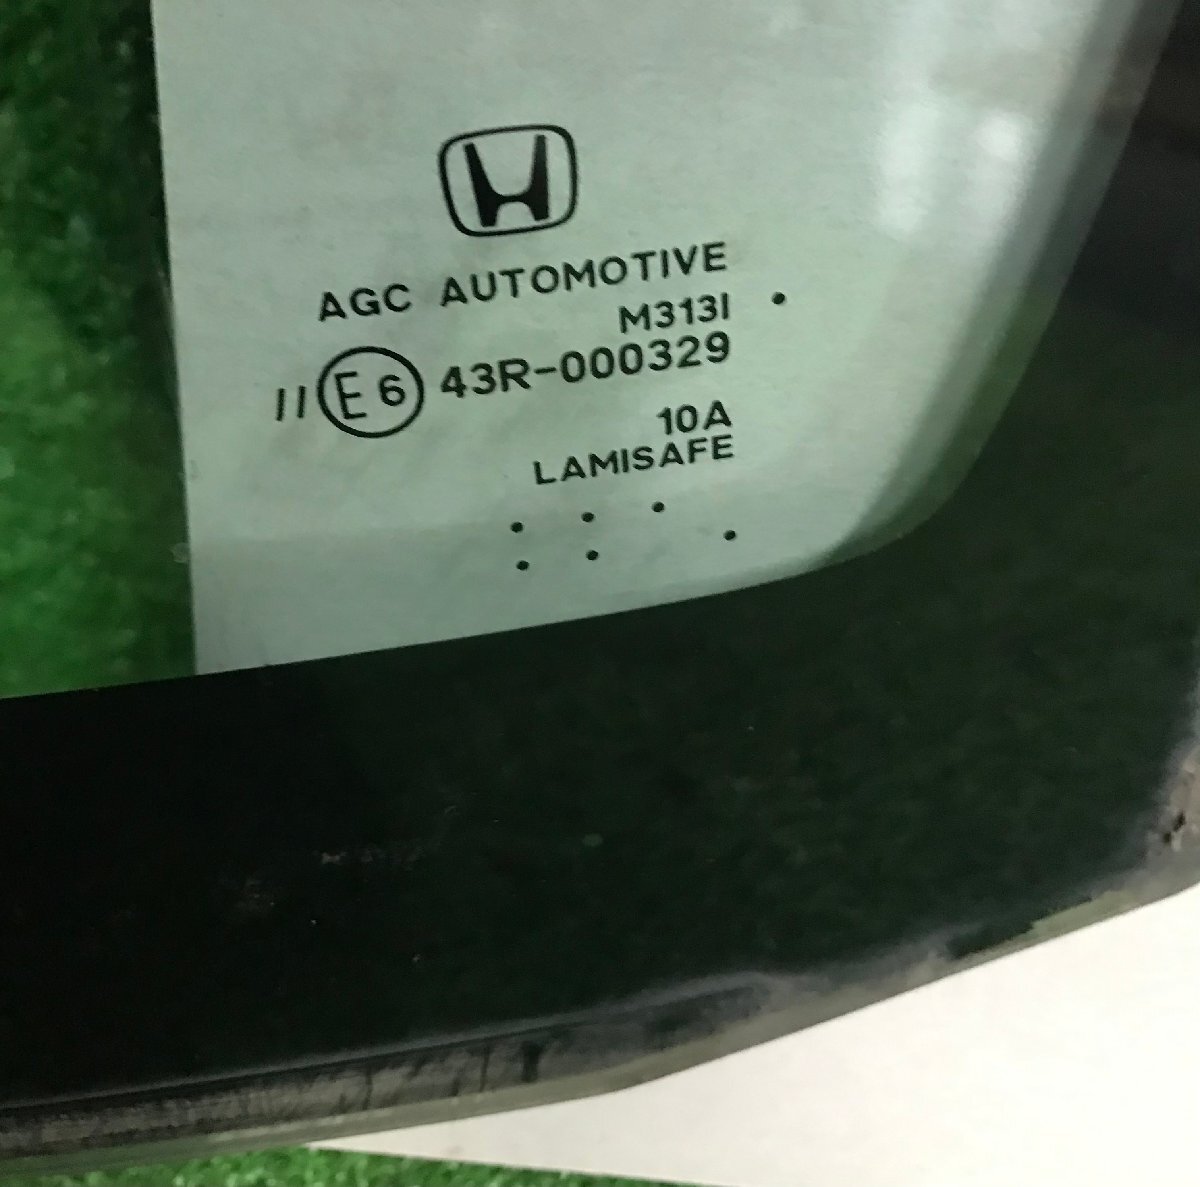 AGC AUTOMOTIVE
M313I
II E6 43R-000329
10A
LAMISAFE